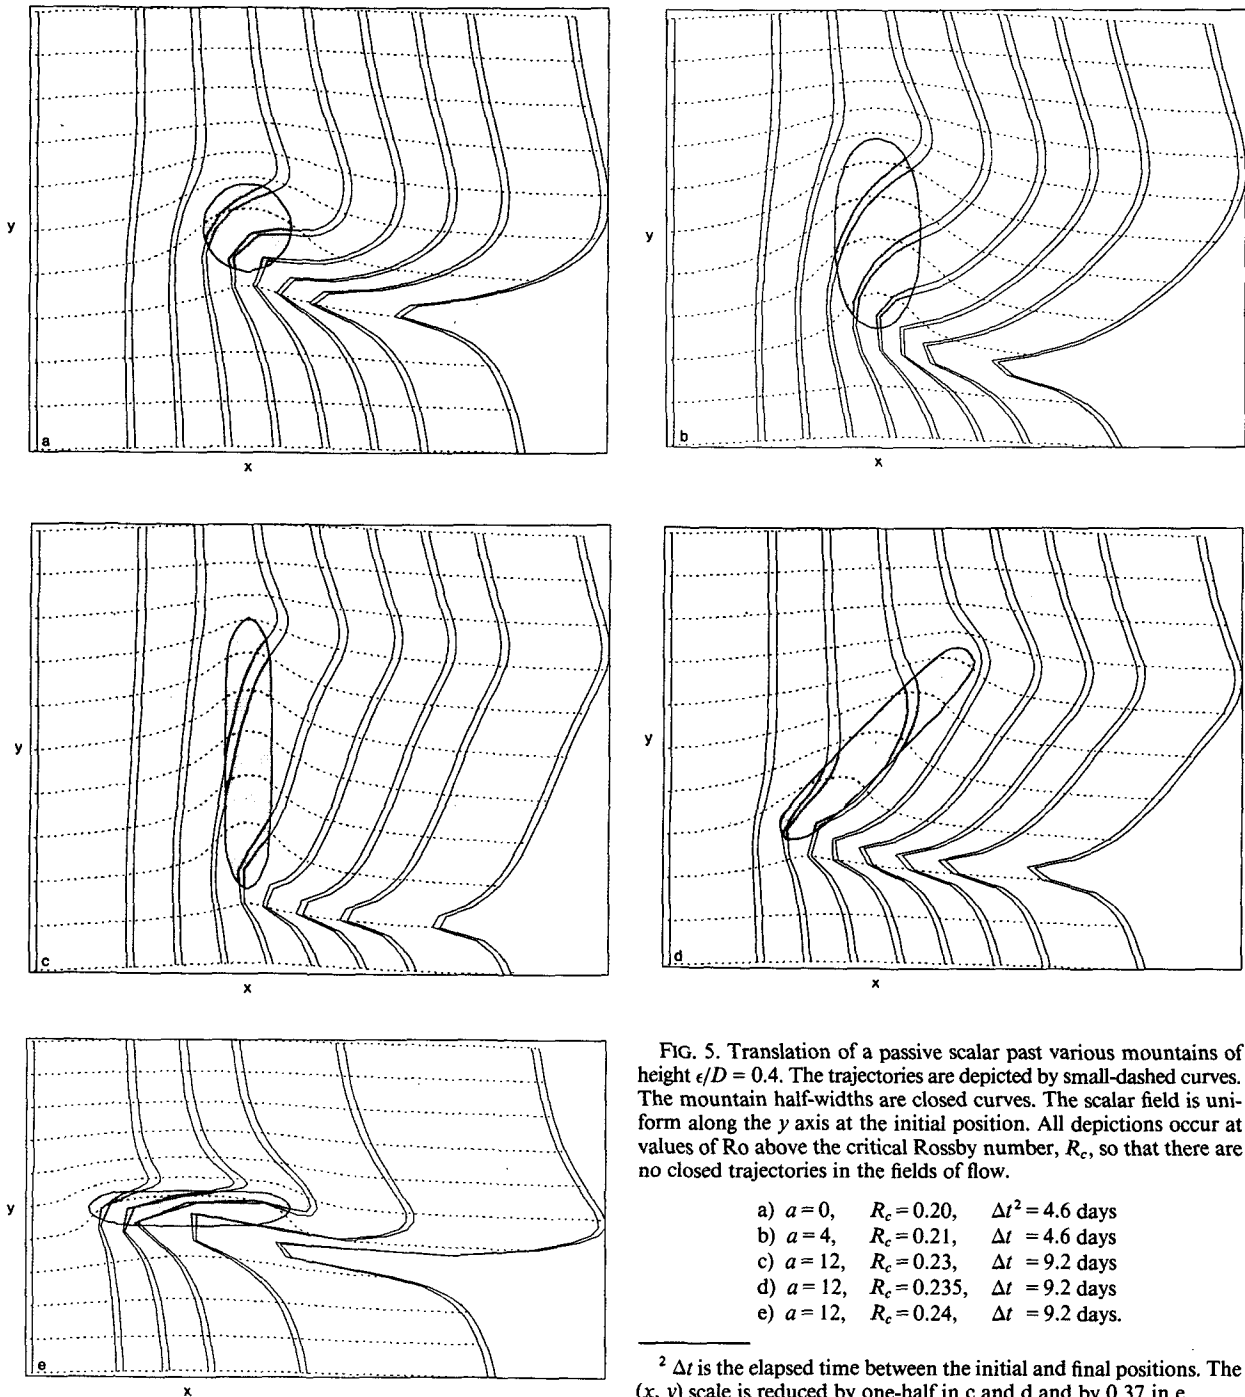 y
a
x
y
b
x
y
c
x
y
d
x
y
e
x
FIG. 5. Translation of a passive scalar past various mountains of
height ϵ/D = 0.4. The trajectories are depicted by small-dashed curves.
The mountain half-widths are closed curves. The scalar field is uni-
form along the y axis at the initial position. All depictions occur at
values of Ro above the critical Rossby number, R_c, so that there are
no closed trajectories in the fields of flow.
a) a = 0, R_c = 0.20, Δt² = 4.6 days
b) a = 4, R_c = 0.21, Δt = 4.6 days
c) a = 12, R_c = 0.23, Δt = 9.2 days
d) a = 12, R_c = 0.235, Δt = 9.2 days
e) a = 12, R_c = 0.24, Δt = 9.2 days.
² Δt is the elapsed time between the initial and final positions. The
(x, y) scale is reduced by one-half in c and d and by 0.37 in e